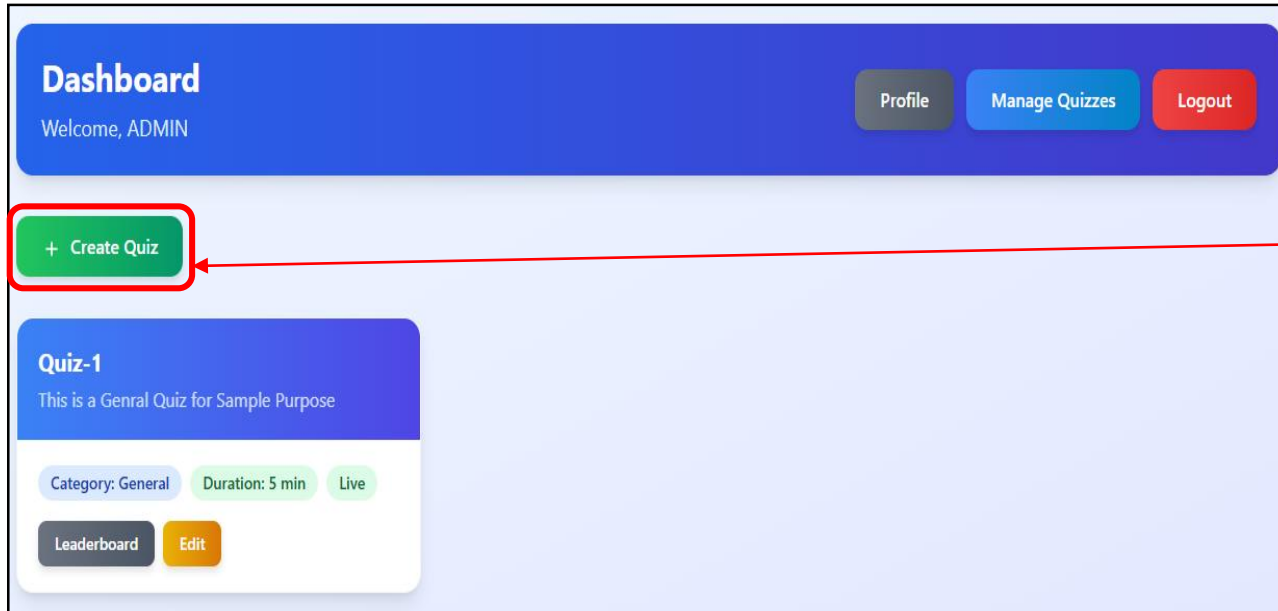 Dashboard
Welcome, ADMIN
Profile
Manage Quizzes
Logout
+ Create Quiz
Quiz-1
This is a Genral Quiz for Sample Purpose
Category: General
Duration: 5 min
Live
Leaderboard
Edit